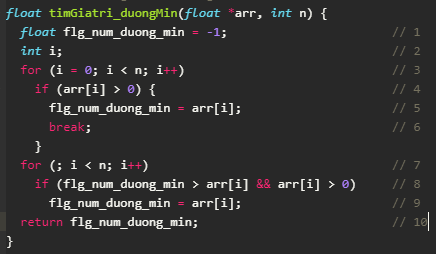 float timGiatri_duongMin(float *arr, int n) {
  float flg_num_duong_min = -1; // 1
  int i; // 2
  for (i = 0; i < n; i++) // 3
    if (arr[i] > 0) { // 4
      flg_num_duong_min = arr[i]; // 5
      break; // 6
    }
  for (; i < n; i++) // 7
    if (flg_num_duong_min > arr[i] && arr[i] > 0) // 8
      flg_num_duong_min = arr[i]; // 9
  return flg_num_duong_min; // 10
}